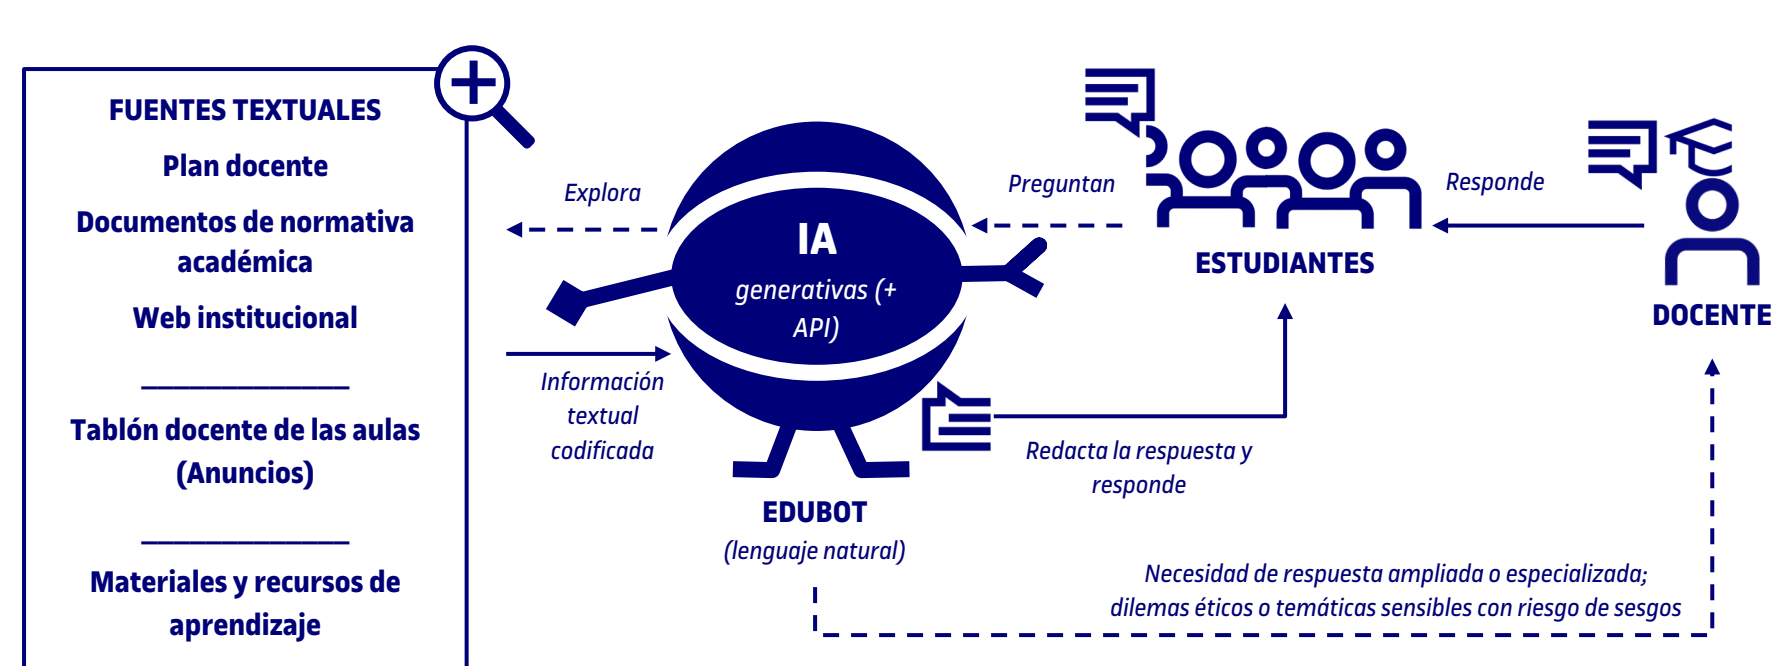 FUENTES TEXTUALES
Plan docente
Documentos de normativa
académica
Web institucional
Tablón docente de las aulas
(Anuncios)
Materiales y recursos de
aprendizaje
Explora
Información
textual
codificada
IA
generativas (+
API)
EDUBOT
(lenguaje natural)
Preguntan
ESTUDIANTES
Redacta la respuesta y
responde
Responde
DOCENTE
Necesidad de respuesta ampliada o especializada;
dilemas éticos o temáticas sensibles con riesgo de sesgos